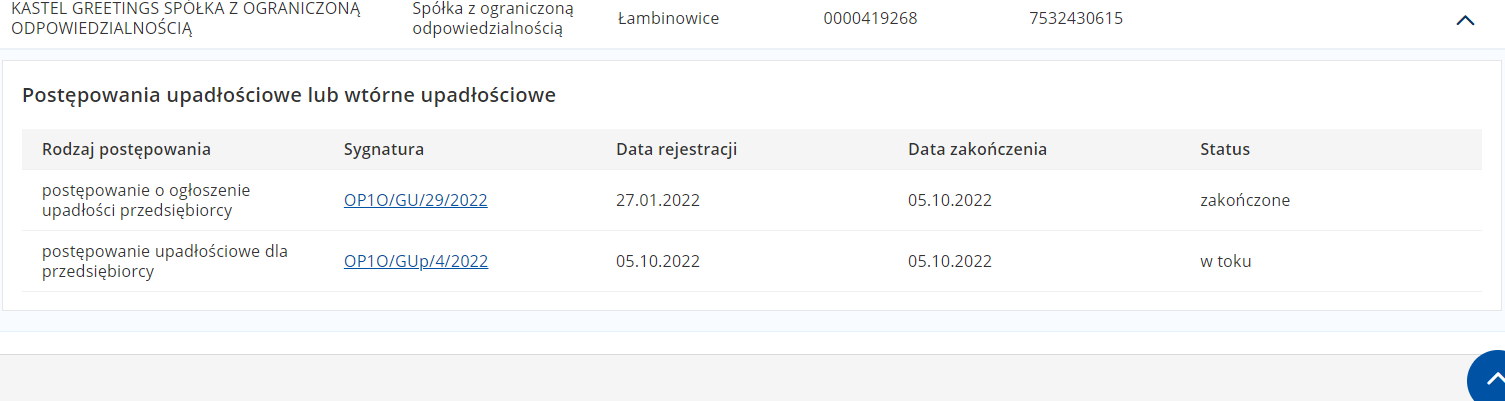 KASTEL GREETINGS SPÓŁKA Z OGRANICZONĄ
ODPOWIEDZIALNOŚCIĄ
Spółka z ograniczoną
odpowiedzialnością
Łambinowice
0000419268
7532430615
Postępowania upadłościowe lub wtórne upadłościowe
Rodzaj postępowania Sygnatura Data rejestracji Data zakończenia Status
postępowanie o ogłoszenie
upadłości przedsiębiorcy
OP1O/GU/29/2022 27.01.2022 05.10.2022 zakończone
postępowanie upadłościowe dla
przedsiębiorcy
OP1O/GUp/4/2022 05.10.2022 05.10.2022 w toku